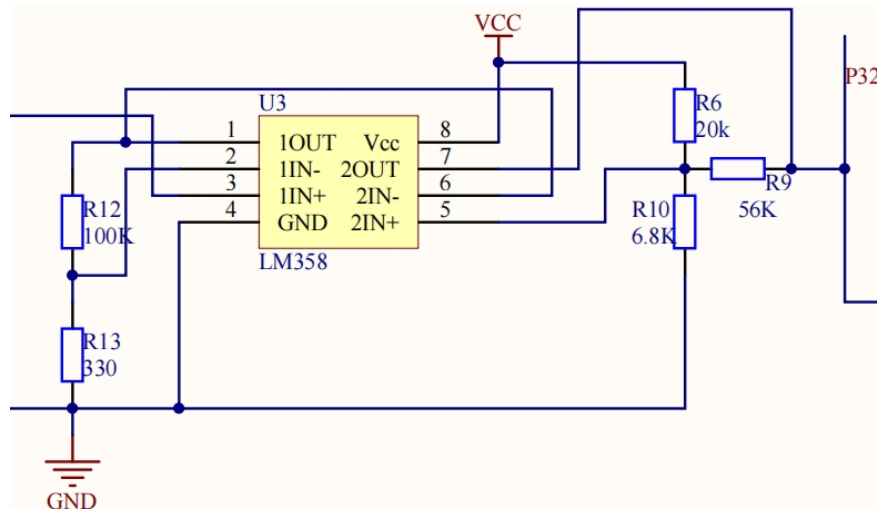 VCC
P32
U3
R6
20k
1
1OUT
Vcc
8
2
1IN-
2OUT
7
3
1IN+
2IN-
6
4
GND
2IN+
5
LM358
R12
100K
R10
6.8K
R9
56K
R13
330
GND